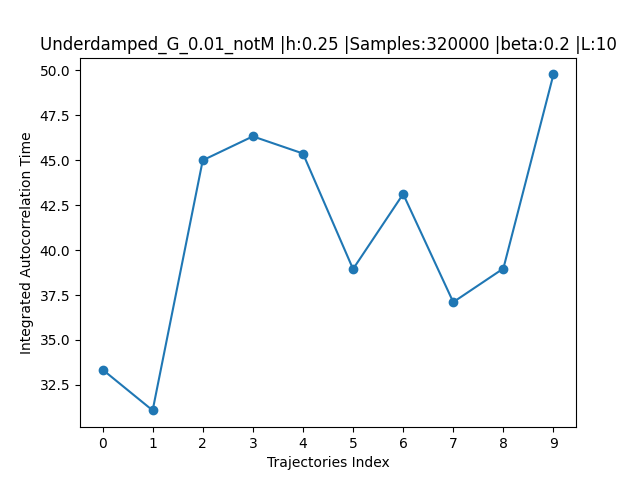 Underdamped_G_0.01_notM |h:0.25 |Samples:320000 |beta:0.2 |L:10
50.0
47.5
45.0
42.5
40.0
37.5
35.0
32.5
Integrated Autocorrelation Time
0 1 2 3 4 5 6 7 8 9
Trajectories Index